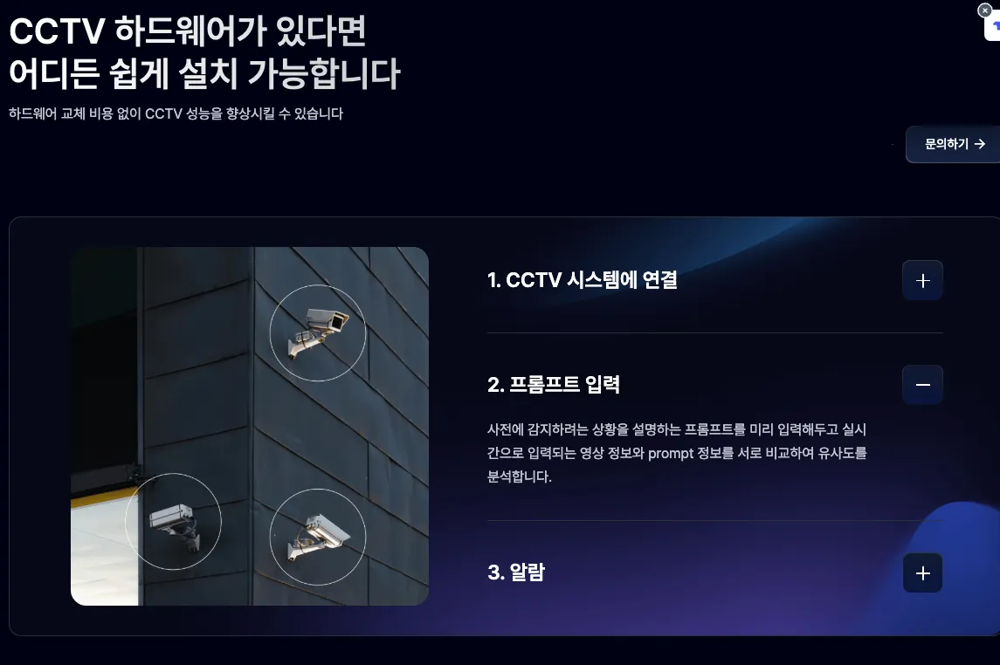 CCTV 하드웨어가 있다면
어디든 쉽게 설치 가능합니다
하드웨어 교체 비용 없이 CCTV 성능을 향상시킬 수 있습니다
문의하기 →
1. CCTV 시스템에 연결
2. 프롬프트 입력
사전에 감지하려는 상황을 설명하는 프롬프트를 미리 입력해두고 실시
간으로 입력되는 영상 정보와 prompt 정보를 서로 비교하여 유사도를
분석합니다.
3. 알람